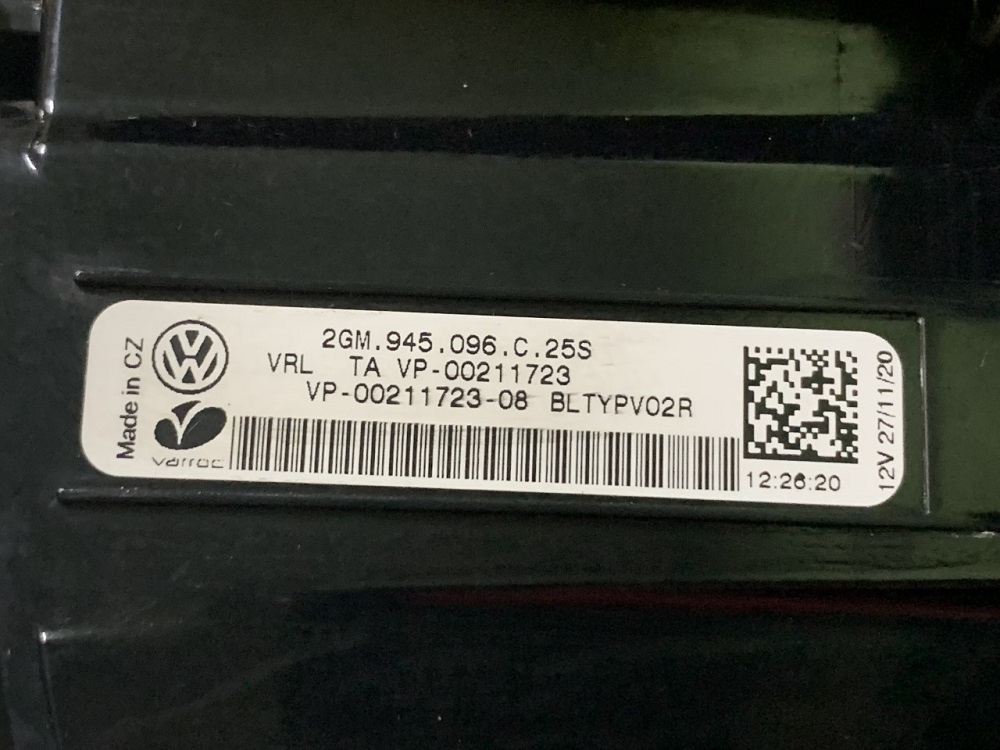 Made in CZ
2GM.945.096.C.25S
VRL TA VP-00211723
VP-00211723-08 BLTYPV02R
varroc
12:26:20
12V 27/11/20